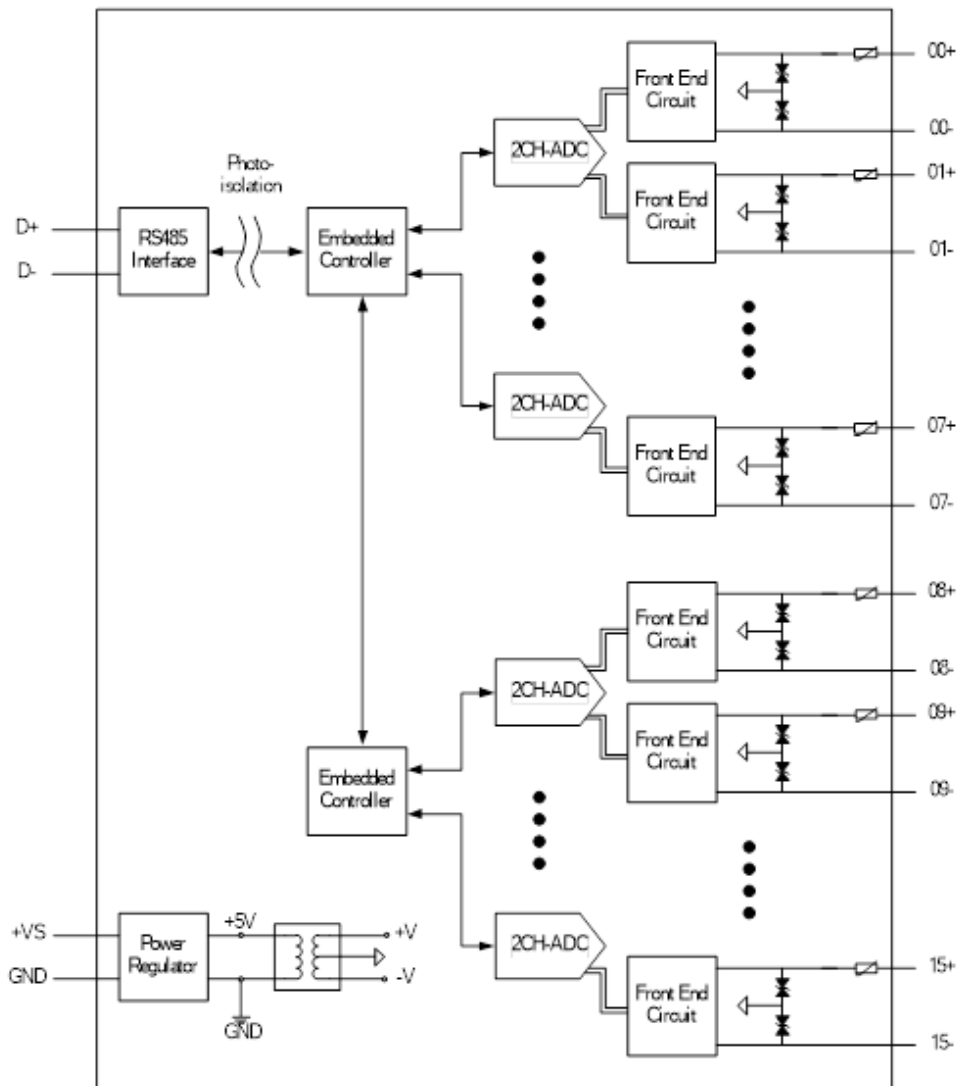 00+
Front End
Circuit
00-
2CH-ADC
Photo-
isolation
01+
Front End
Circuit
01-
D+
D-
RS485
Interface
Embedded
Controller
2CH-ADC
07+
Front End
Circuit
07-
08+
Front End
Circuit
08-
2CH-ADC
09+
Front End
Circuit
09-
Embedded
Controller
+VS
GND
Power
Regulator
+5V
GND
+V
-V
2CH-ADC
15+
Front End
Circuit
15-